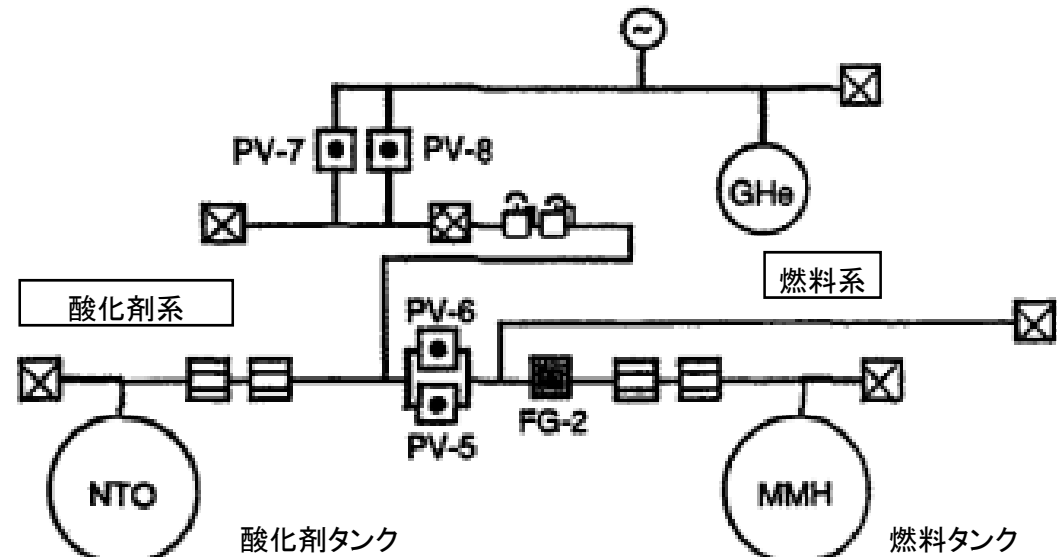 ~
PV-7
PV-8
GHe
酸化剤系
燃料系
PV-6
PV-5
FG-2
NTO
MMH
酸化剤タンク
燃料タンク